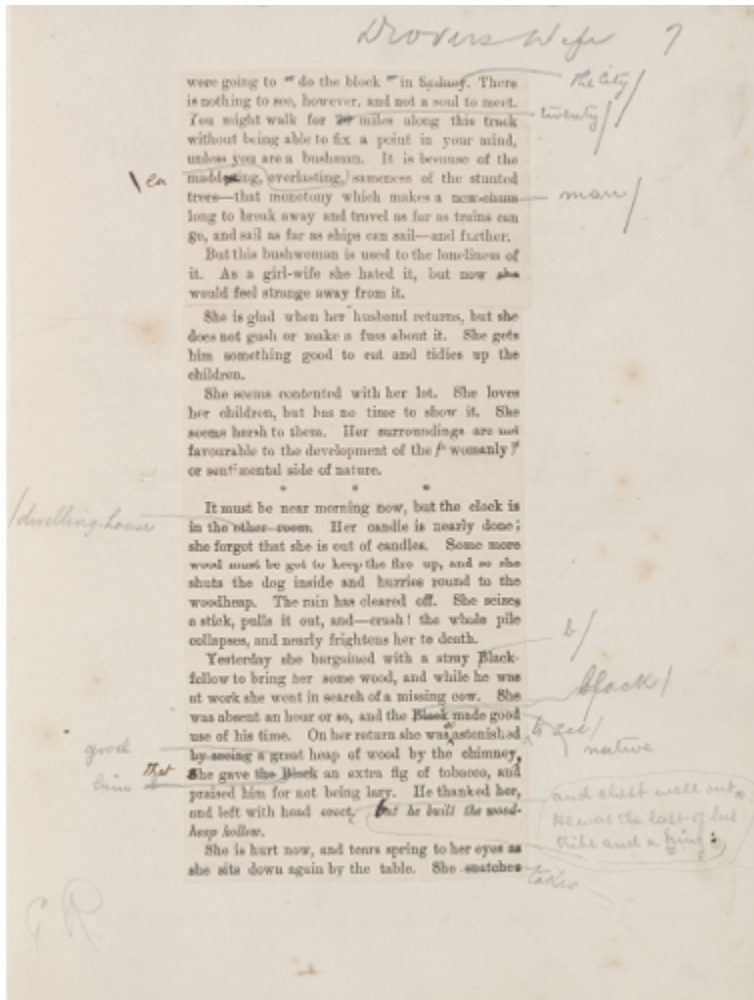 Drovers Wife 7
were going to "do the block" in Sydney. There
the City
is nothing to see, however, and not a soul to meet.
You might walk for 20 miles along this track
twenty
without being able to fix a point in your mind,
unless you are a bushman. It is because of the
en
maddening, everlasting, sameness of the stunted
trees—that monotony which makes a new-chum
man
long to break away and travel as far as trains can
go, and sail as far as ships can sail—and further.
But this bushwoman is used to the loneliness of
it. As a girl-wife she hated it, but now she
would feel strange away from it.
She is glad when her husband returns, but she
does not gush or make a fuss about it. She gets
him something good to eat and tidies up the
children.
She seems contented with her lot. She loves
her children, but has no time to show it. She
seems harsh to them. Her surroundings are not
favourable to the development of the "womanly"
or sentimental side of nature.
* * *
It must be near morning now, but the clock is
dwelling-house
in the other room. Her candle is nearly done;
she forgot that she is out of candles. Some more
wood must be got to keep the fire up, and so she
shuts the dog inside and hurries round to the
woodheap. The rain has cleared off. She seizes
a stick, pulls it out, and—crash! the whole pile
collapses, and nearly frightens her to death.
b/
Yesterday she bargained with a stray Black-
fellow to bring her some wood, and while he was
at work she went in search of a missing cow. She
black/
was absent an hour or so, and the Black made good
use of his time. On her return she was astonished
to see/
native
good
by seeing a great heap of wood by the chimney,
him
that
She gave the Black an extra fig of tobacco, and
praised him for not being lazy. He thanked her,
and left with head erect, but he built the wood-
heap hollow.
and chest well out.
He was the last of his
tribe and a King;
She is hurt now, and tears spring to her eyes as
she sits down again by the table. She snatches
takes
G R